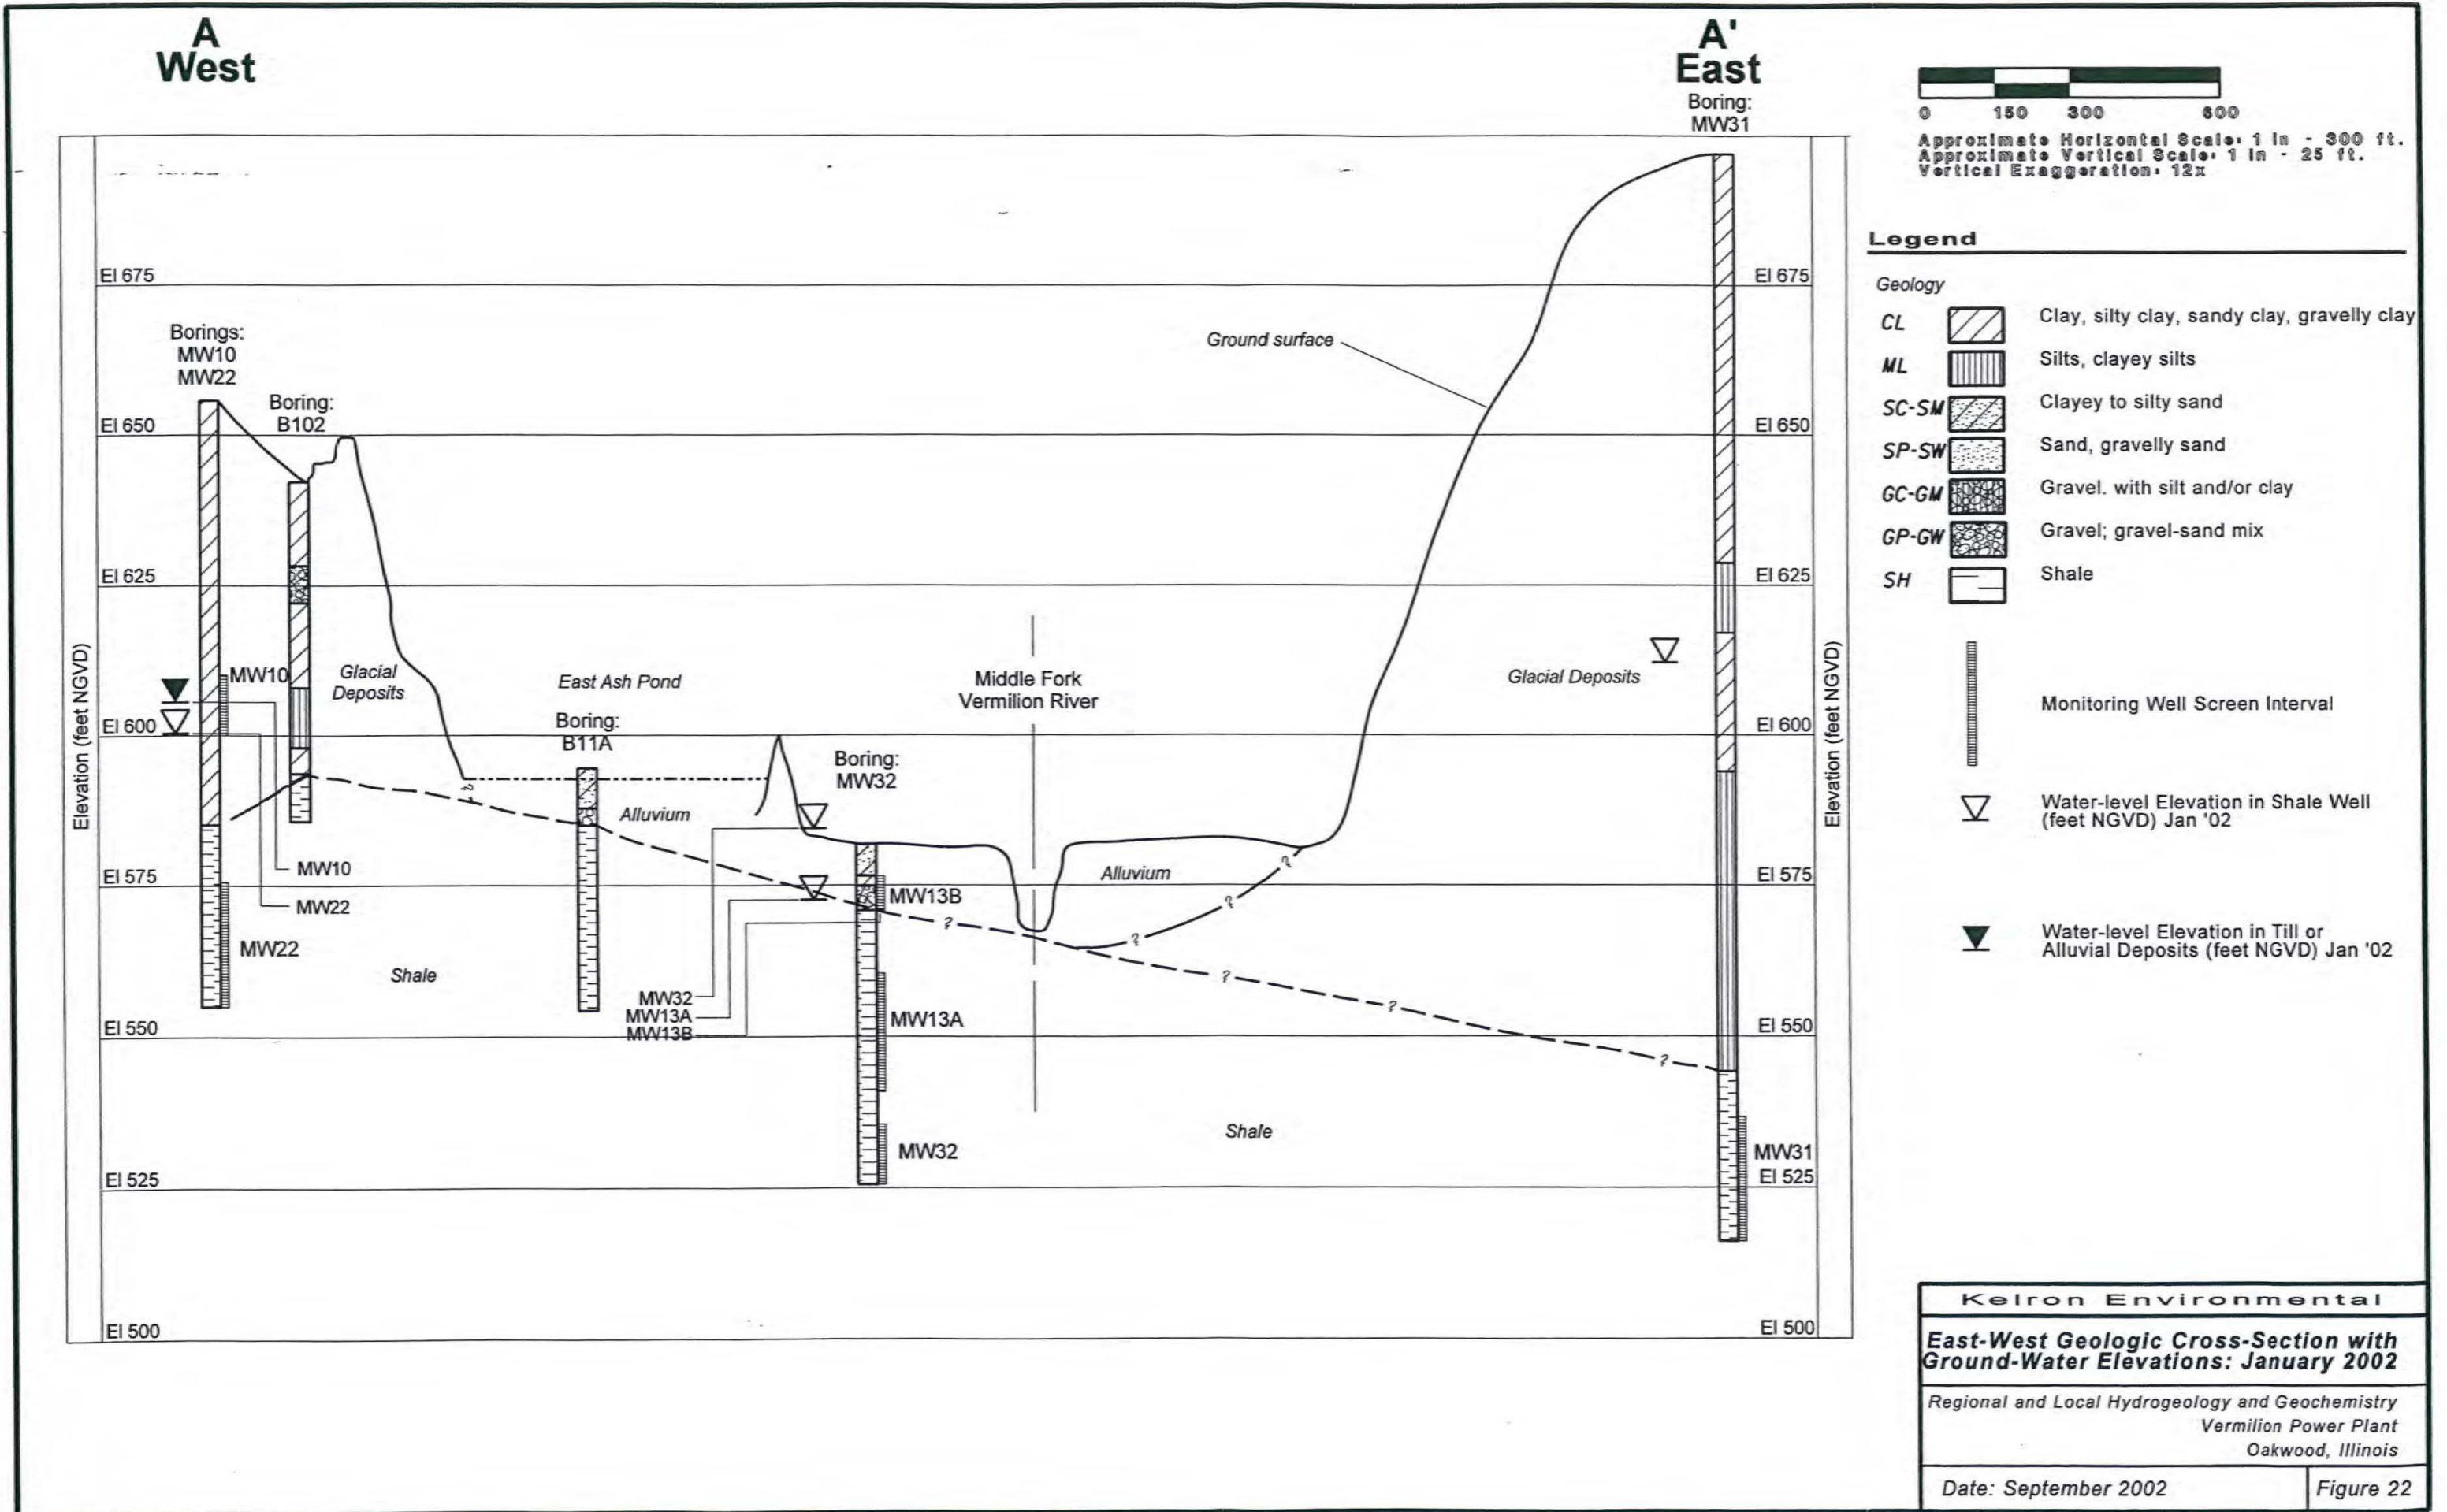 A
West
A'
East
Boring:
MW31
0 150 300 600
Approximate Horizontal Scale: 1 in - 300 ft.
Approximate Vertical Scale: 1 in - 25 ft.
Vertical Exaggeration: 12x
Legend
Geology
CL Clay, silty clay, sandy clay, gravelly clay
ML Silts, clayey silts
SC-SM Clayey to silty sand
SP-SW Sand, gravelly sand
GC-GM Gravel. with silt and/or clay
GP-GW Gravel; gravel-sand mix
SH Shale
Monitoring Well Screen Interval
Water-level Elevation in Shale Well
(feet NGVD) Jan '02
Water-level Elevation in Till or
Alluvial Deposits (feet NGVD) Jan '02
El 675
El 675
Borings:
MW10
MW22
Boring:
B102
Ground surface
El 650
El 650
El 625
El 625
Elevation (feet NGVD)
Elevation (feet NGVD)
MW10
Glacial
Deposits
East Ash Pond
Middle Fork
Vermilion River
Glacial Deposits
El 600
El 600
Boring:
B11A
Boring:
MW32
Alluvium
?
MW10
El 575
El 575
Alluvium
?
MW13B
MW22
?
?
?
MW22
Shale
?
MW32
MW13A
MW13B
?
MW13A
El 550
El 550
?
Shale
MW32
MW31
El 525
El 525
El 500
El 500
Kelron Environmental
East-West Geologic Cross-Section with
Ground-Water Elevations: January 2002
Regional and Local Hydrogeology and Geochemistry
Vermilion Power Plant
Oakwood, Illinois
Date: September 2002
Figure 22